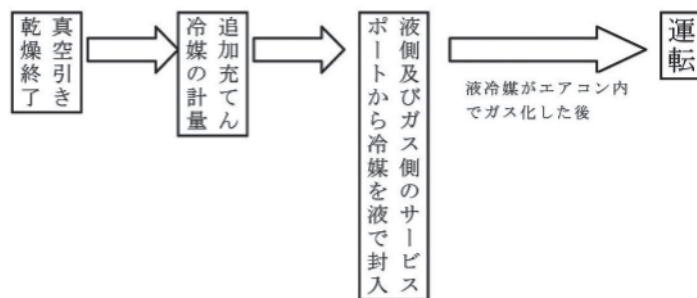 真空引き
乾燥終了
追加充てん
冷媒の計量
液側及びガス側のサービス
ポートから冷媒を液で封入
液冷媒がエアコン内
でガス化した後
運転